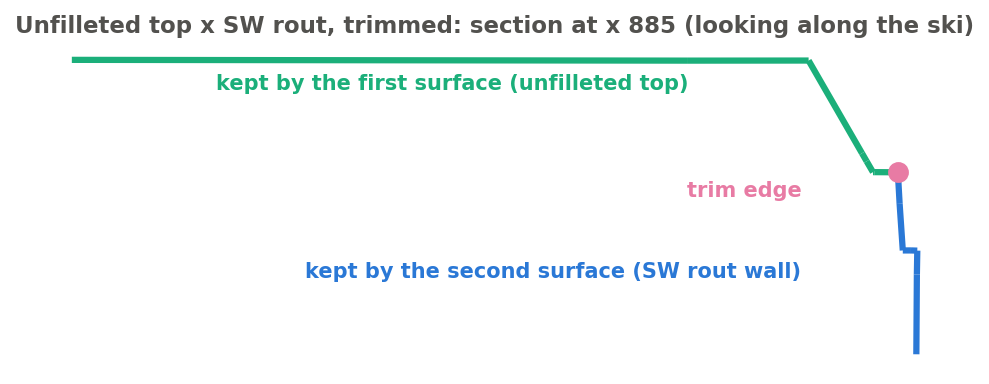 Unfilleted top x SW rout, trimmed: section at x 885 (looking along the ski)
kept by the first surface (unfilleted top)
trim edge
kept by the second surface (SW rout wall)